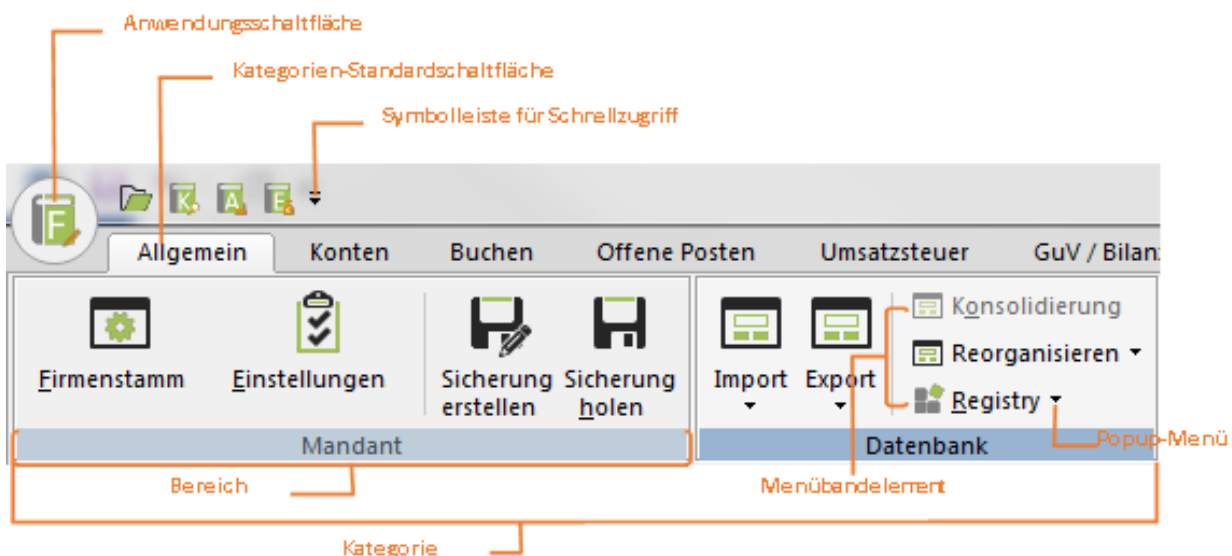 Anwendungsschaltfläche
Kategorien-Standardschaltfläche
Symbolleiste für Schnellzugriff
F
K A E
Allgemein Konten Buchen Offene Posten Umsatzsteuer GuV / Bilan
Konsolidierung
Reorganisieren
Firmenstamm Einstellungen Sicherung Sicherung Import Export
erstellen holen Registry
Mandant Datenbank Popup-Menü
Bereich Menübandelement
Kategorie